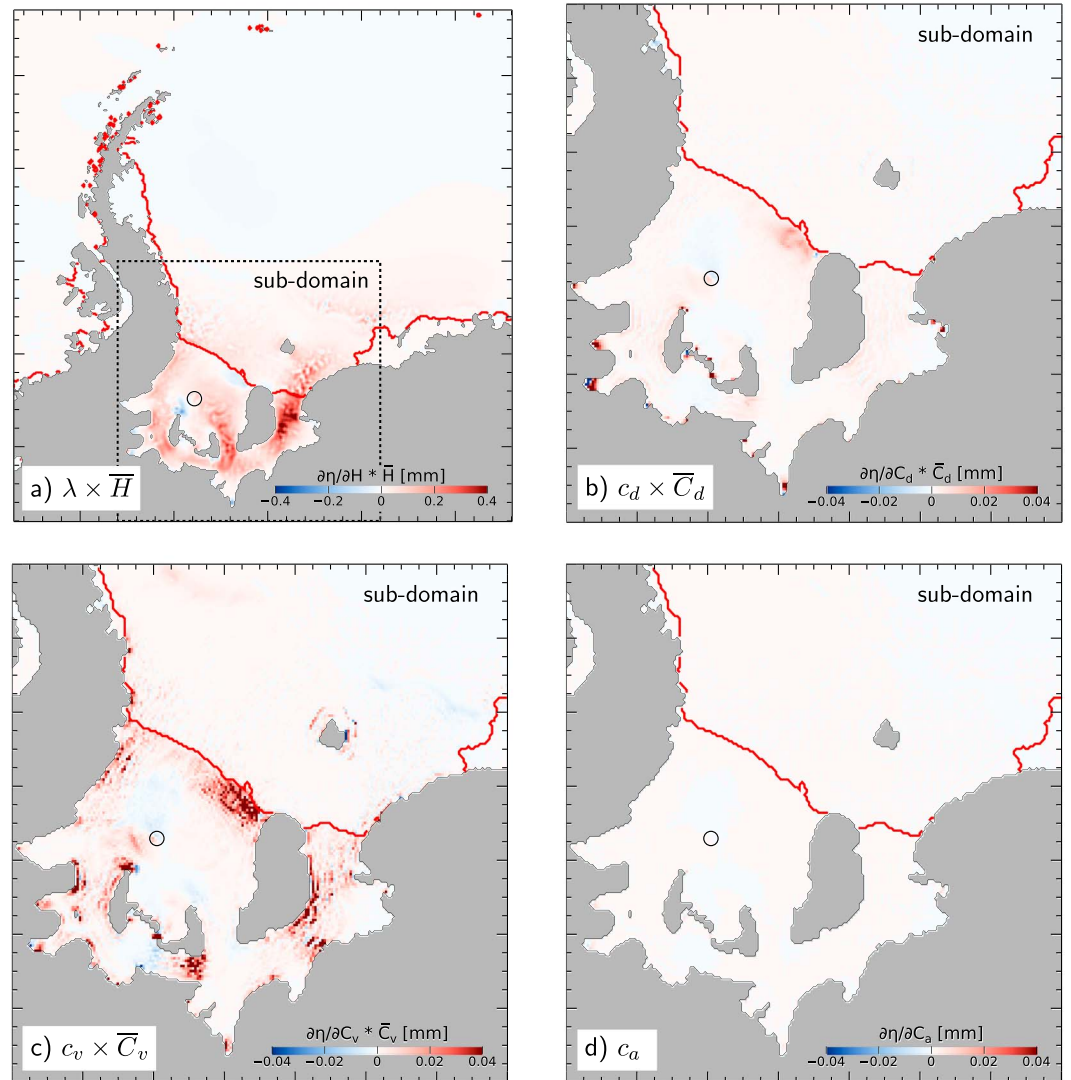 sub-domain
sub-domain
∂η/∂H * H̅ [mm]
a) λ × H̅
−0.4 −0.2 0 0.2 0.4
sub-domain
∂η/∂C_d * C̅_d [mm]
b) c_d × C̅_d
−0.04 −0.02 0 0.02 0.04
sub-domain
∂η/∂C_v * C̅_v [mm]
c) c_v × C̅_v
−0.04 −0.02 0 0.02 0.04
sub-domain
∂η/∂C_a [mm]
d) c_a
−0.04 −0.02 0 0.02 0.04